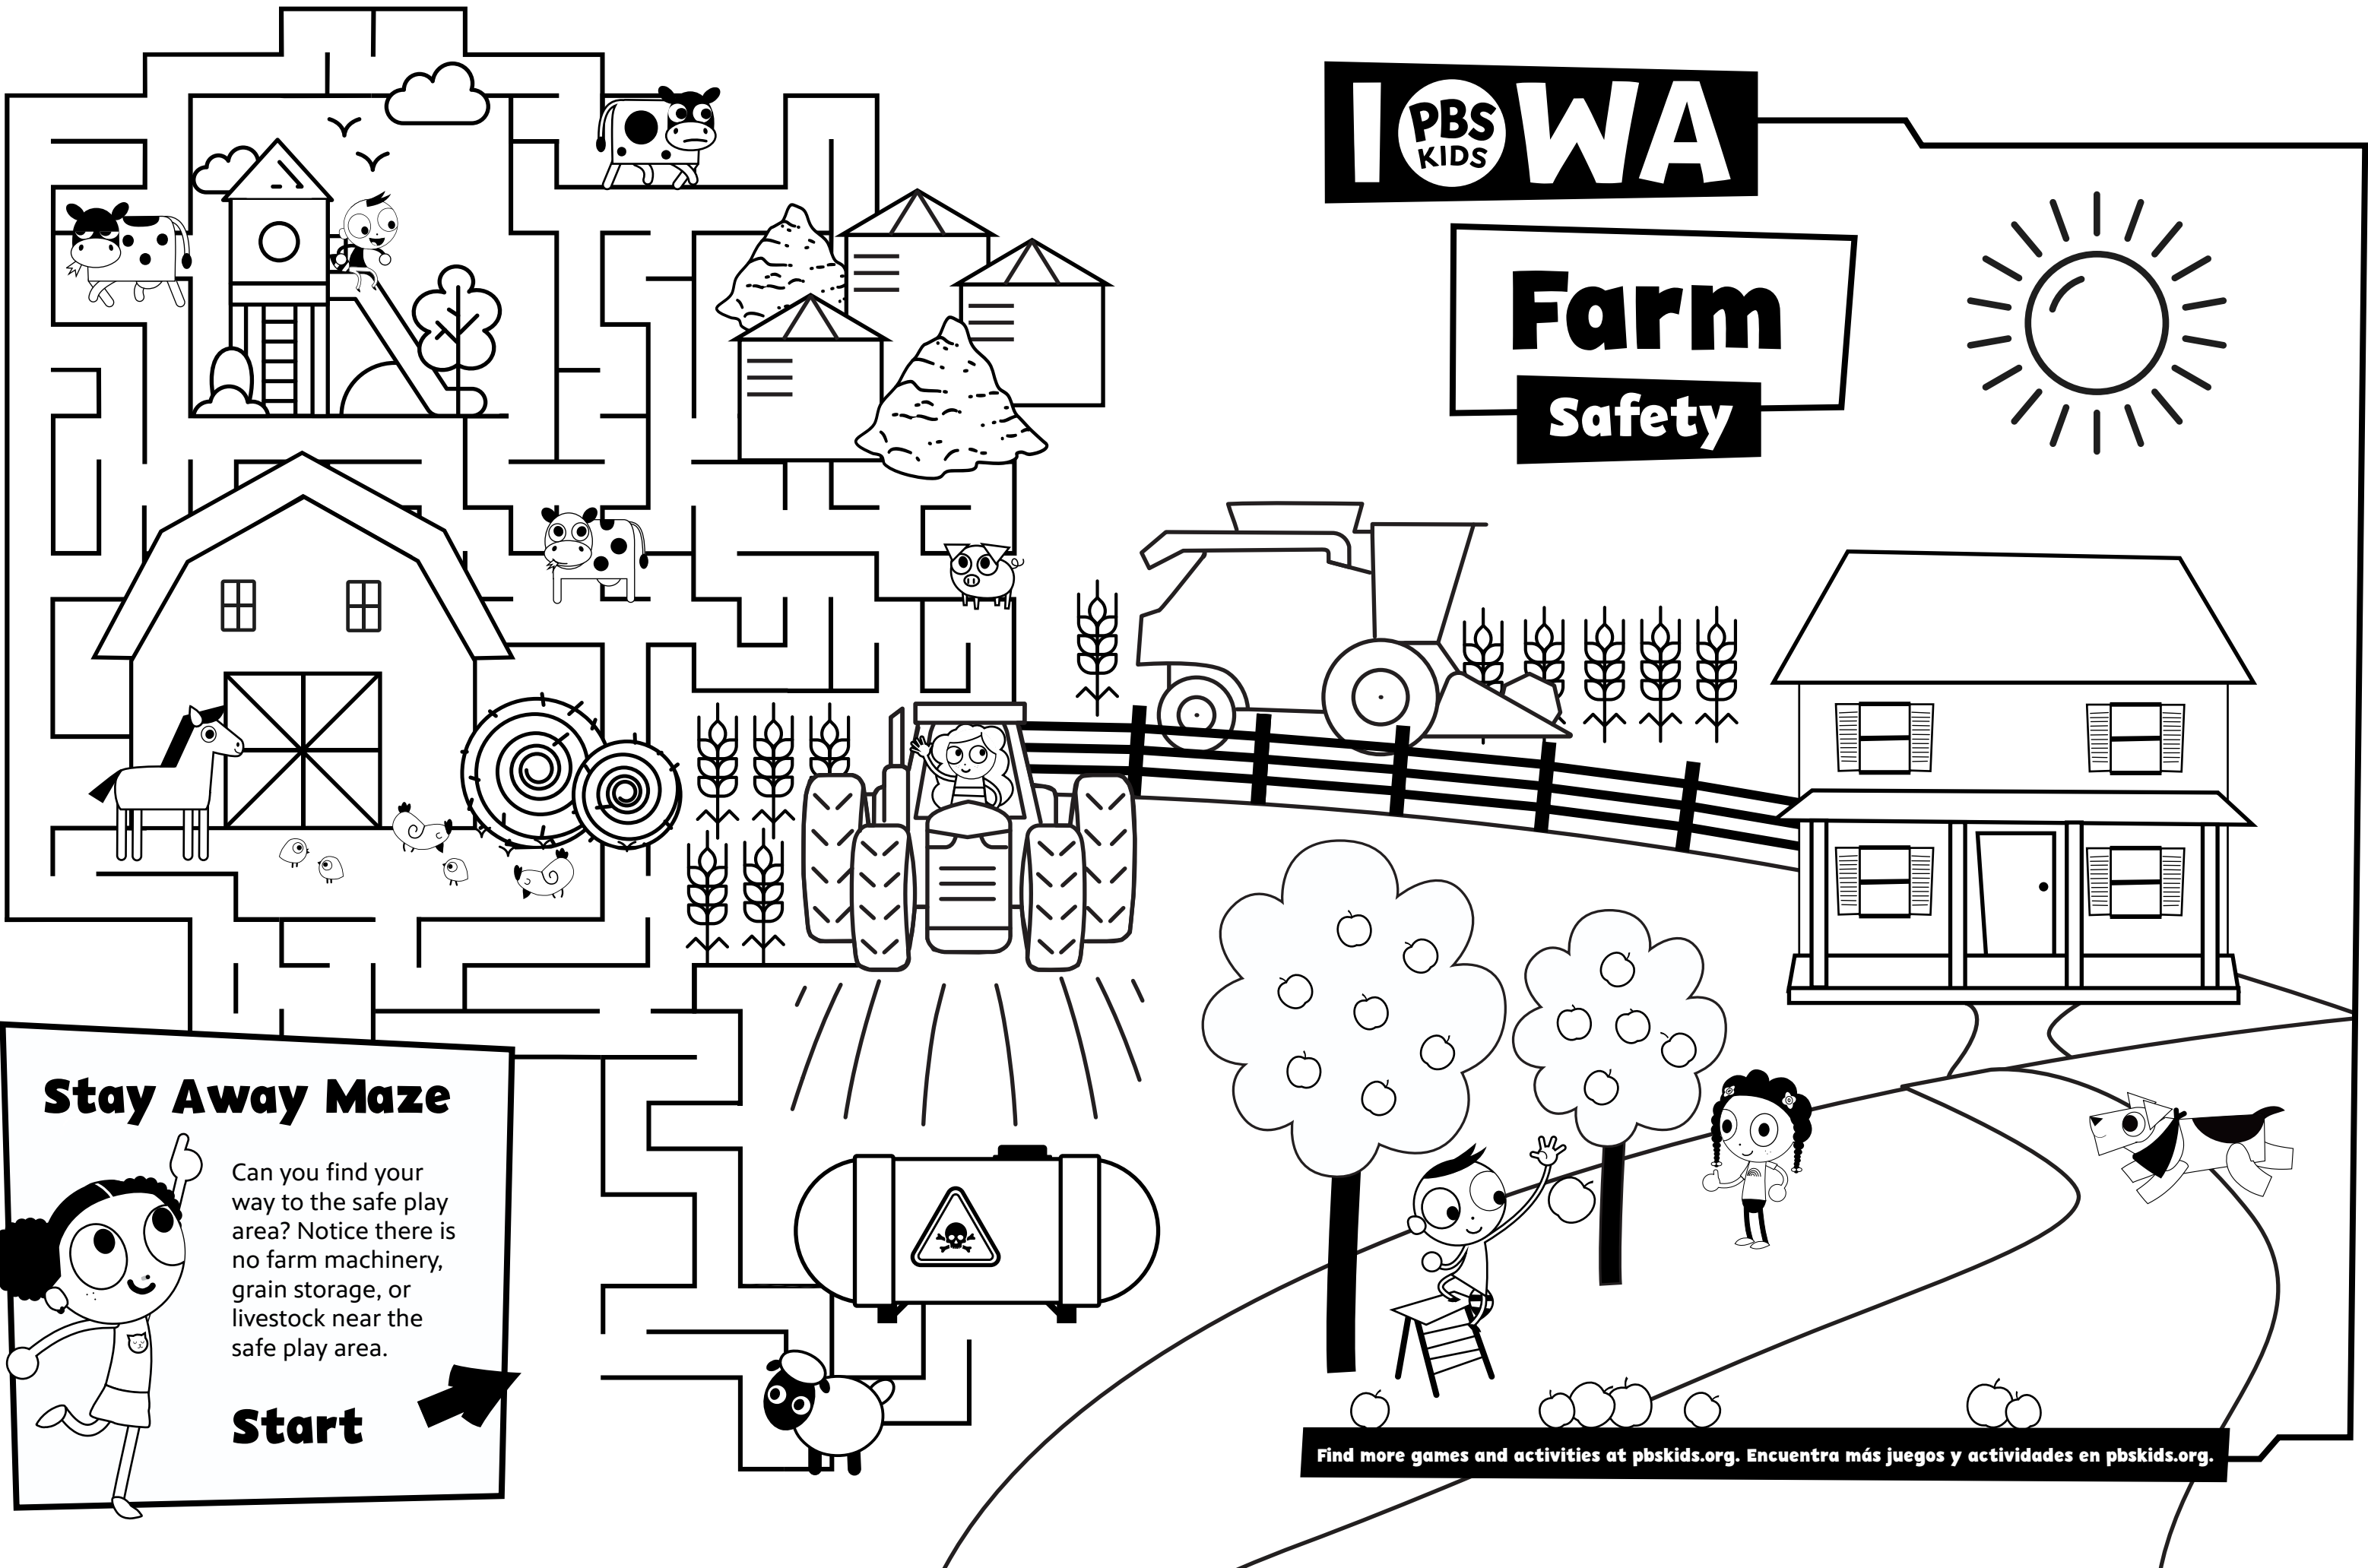 IOWA
PBS
KIDS
Farm
Safety
Stay Away Maze
Can you find your
way to the safe play
area? Notice there is
no farm machinery,
grain storage, or
livestock near the
safe play area.
Start
Find more games and activities at pbskids.org. Encuentra más juegos y actividades en pbskids.org.